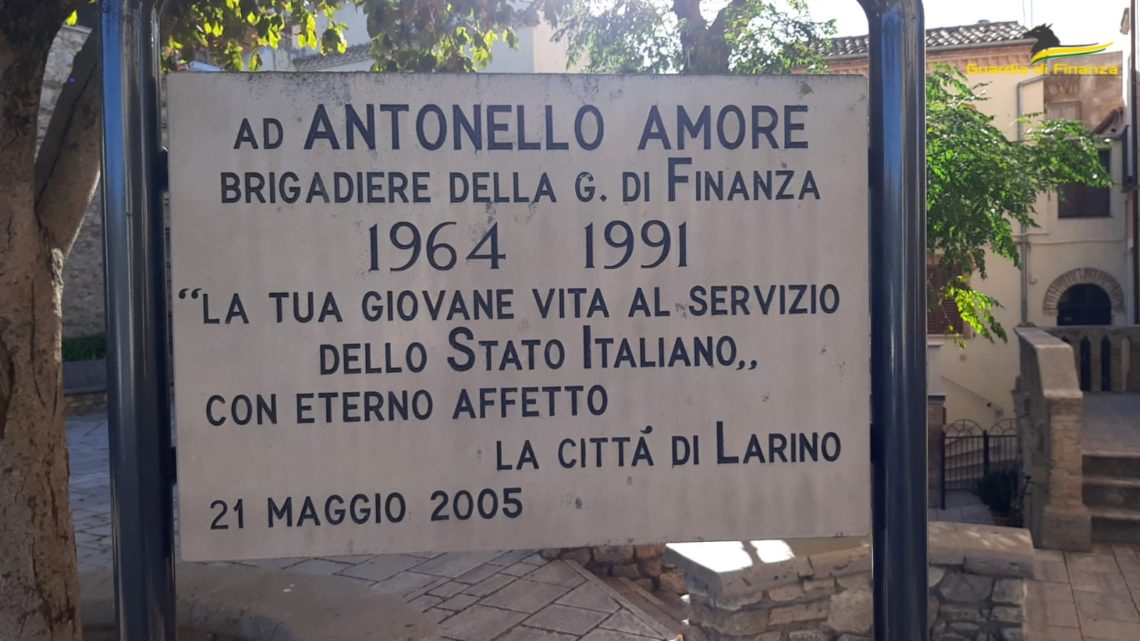 Guardia di Finanza
AD ANTONELLO AMORE
BRIGADIERE DELLA G. DI FINANZA
1964 1991
“LA TUA GIOVANE VITA AL SERVIZIO
DELLO STATO ITALIANO„
CON ETERNO AFFETTO
LA CITTÁ DI LARINO
21 MAGGIO 2005